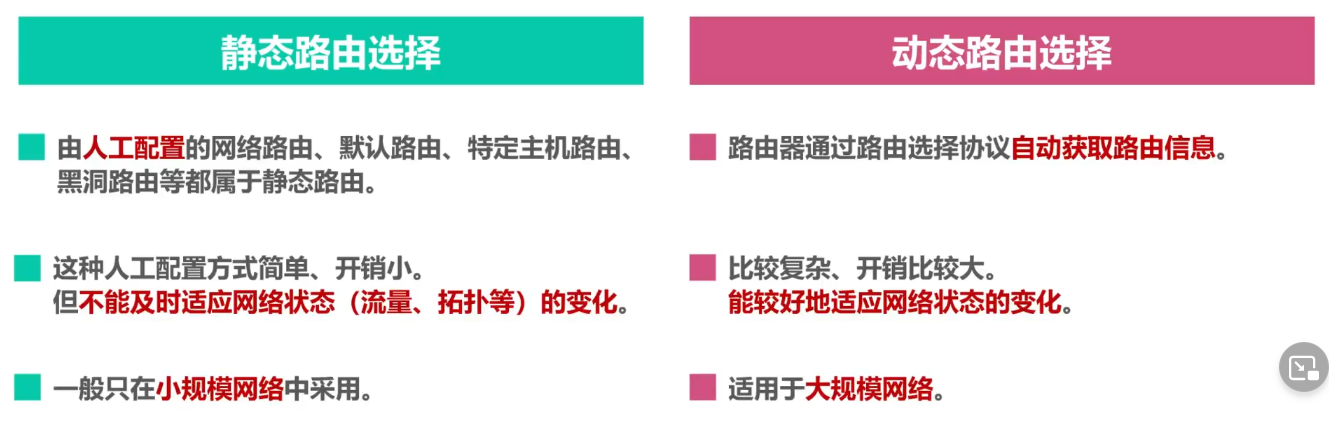 静态路由选择
由人工配置的网络路由、默认路由、特定主机路由、
黑洞路由等都属于静态路由。
这种人工配置方式简单、开销小。
但不能及时适应网络状态（流量、拓扑等）的变化。
一般只在小规模网络中采用。
动态路由选择
路由器通过路由选择协议自动获取路由信息。
比较复杂、开销比较大。
能较好地适应网络状态的变化。
适用于大规模网络。